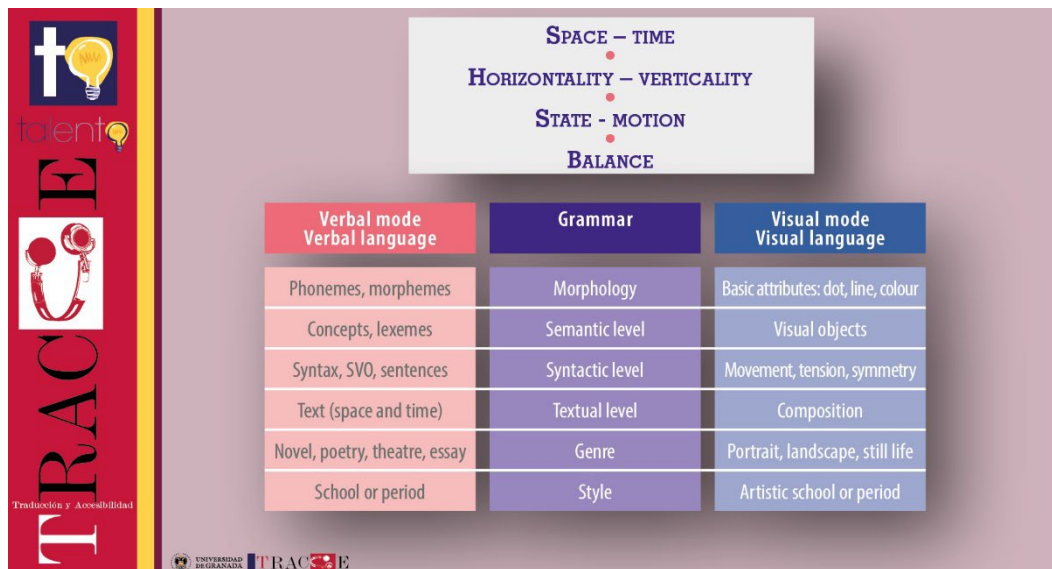 SPACE – TIME
HORIZONTALITY – VERTICALITY
STATE - MOTION
BALANCE
Verbal mode
Verbal language
Grammar
Visual mode
Visual language
Phonemes, morphemes
Morphology
Basic attributes: dot, line, colour
Concepts, lexemes
Semantic level
Visual objects
Syntax, SVO, sentences
Syntactic level
Movement, tension, symmetry
Text (space and time)
Textual level
Composition
Novel, poetry, theatre, essay
Genre
Portrait, landscape, still life
School or period
Style
Artistic school or period
to
talento
TRACCE
Traducción y Accesibilidad
UNIVERSIDAD
DE GRANADA
TRACCE